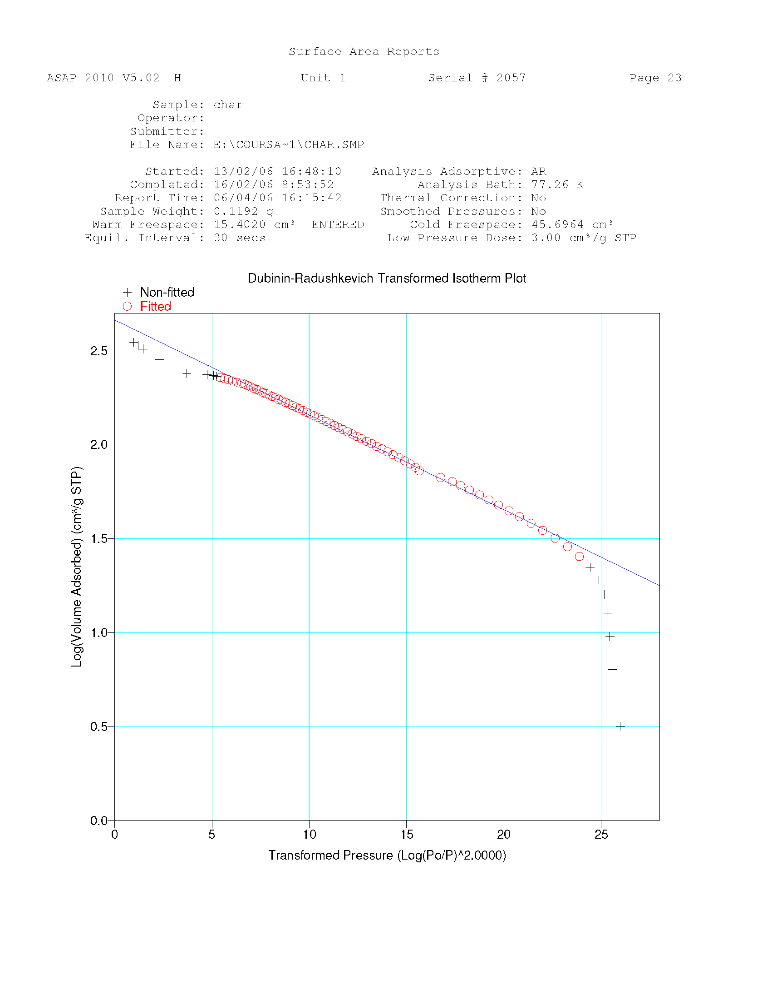 Surface Area Reports
ASAP 2010 V5.02 H Unit 1 Serial # 2057 Page 23
Sample: char
Operator:
Submitter:
File Name: E:\COURSA~1\CHAR.SMP
Started: 13/02/06 16:48:10 Analysis Adsorptive: AR
Completed: 16/02/06 8:53:52 Analysis Bath: 77.26 K
Report Time: 06/04/06 16:15:42 Thermal Correction: No
Sample Weight: 0.1192 g Smoothed Pressures: No
Warm Freespace: 15.4020 cm³ ENTERED Cold Freespace: 45.6964 cm³
Equil. Interval: 30 secs Low Pressure Dose: 3.00 cm³/g STP
Dubinin-Radushkevich Transformed Isotherm Plot
Non-fitted
Fitted
2.5
2.0
1.5
1.0
0.5
0.0
Log(Volume Adsorbed) (cm³/g STP)
0 5 10 15 20 25
Transformed Pressure (Log(Po/P)^2.0000)